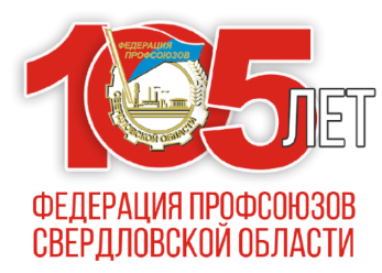 105 ЛЕТ
ФЕДЕРАЦИЯ
ПРОФСОЮЗОВ
СВЕРДЛОВСКОЙ ОБЛАСТИ
ФЕДЕРАЦИЯ ПРОФСОЮЗОВ
СВЕРДЛОВСКОЙ ОБЛАСТИ